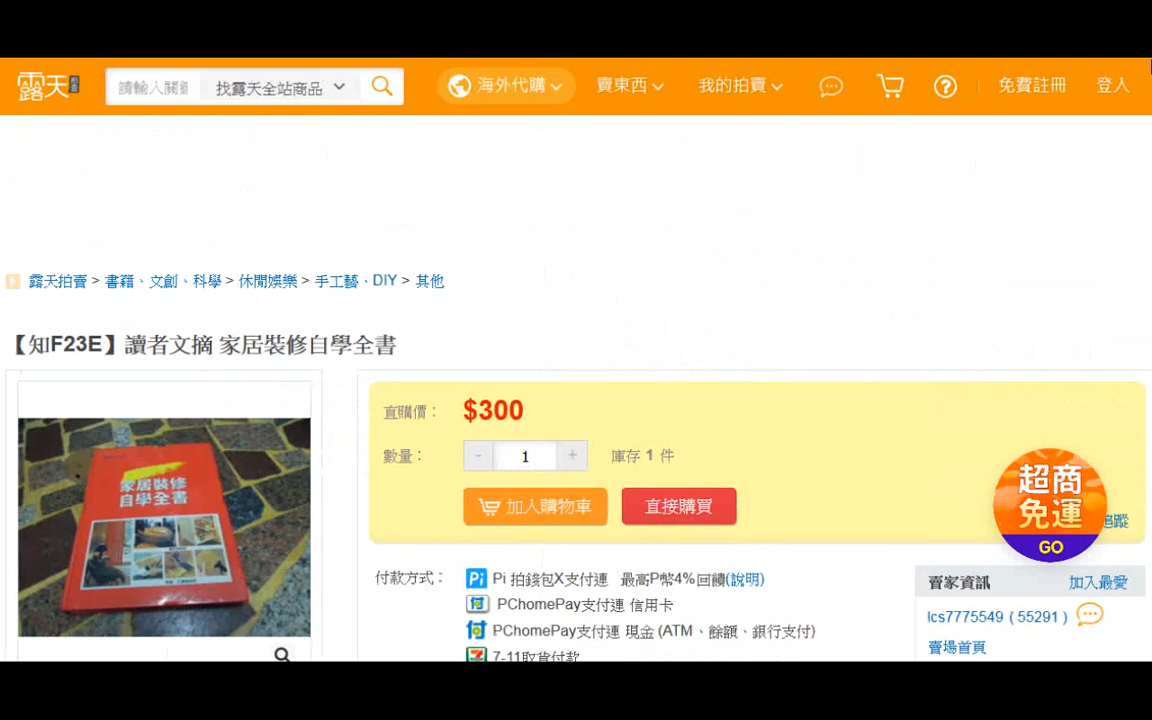 露天拍賣 請輸入關鍵 找露天全站商品 海外代購 賣東西 我的拍賣 免費註冊 登入
露天拍賣 > 書籍、文創、科學 > 休閒娛樂 > 手工藝、DIY > 其他
【知F23E】讀者文摘 家居裝修自學全書
家居裝修
自學全書
直購價： $300
數量： - 1 + 庫存 1 件
加入購物車 直接購買
超商
免運
GO
追蹤
付款方式： Pi 拍錢包X支付連 最高P幣4%回饋(說明)
PChomePay支付連 信用卡
PChomePay支付連 現金 (ATM、餘額、銀行支付)
7-11取貨付款
賣家資訊 加入最愛
lcs7775549 ( 55291 )
賣場首頁